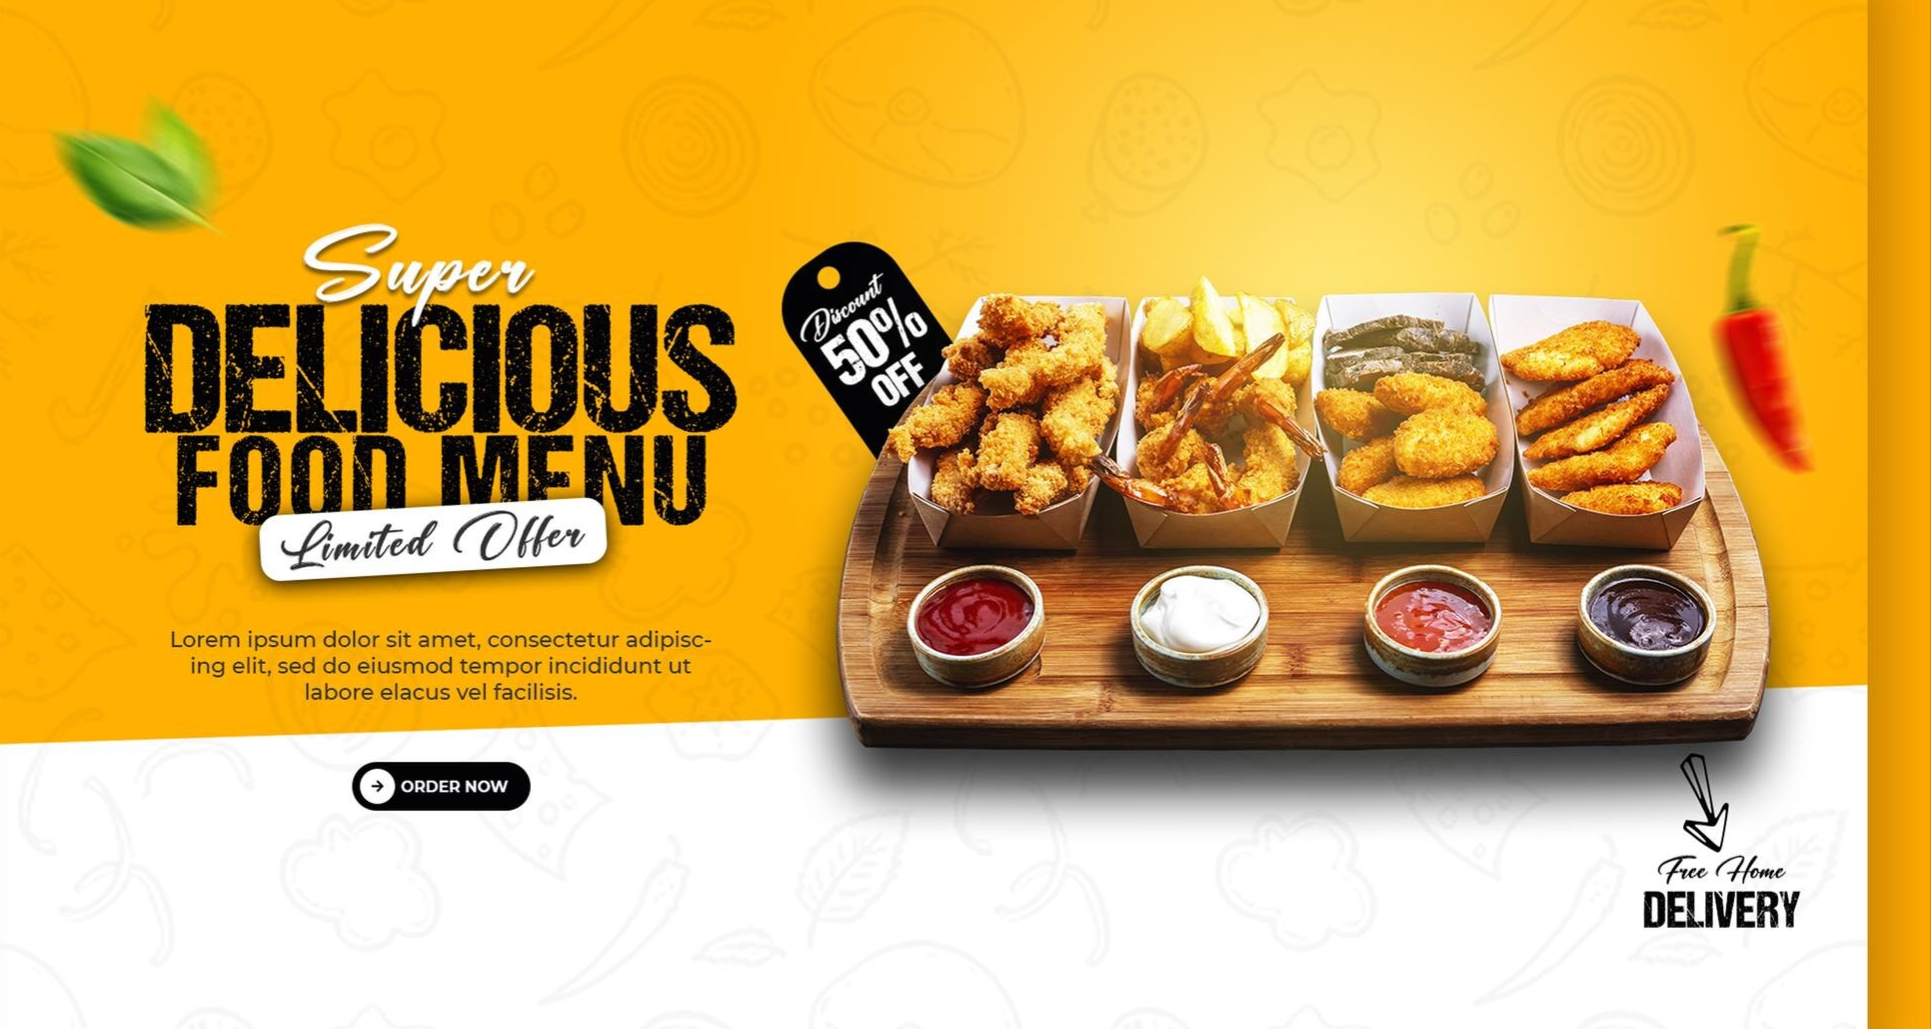 Super
DELICIOUS
FOOD MENU
Limited Offer
Lorem ipsum dolor sit amet, consectetur adipisc-
ing elit, sed do eiusmod tempor incididunt ut
labore elacus vel facilisis.
ORDER NOW
Discount
50%
OFF
Free Home
DELIVERY